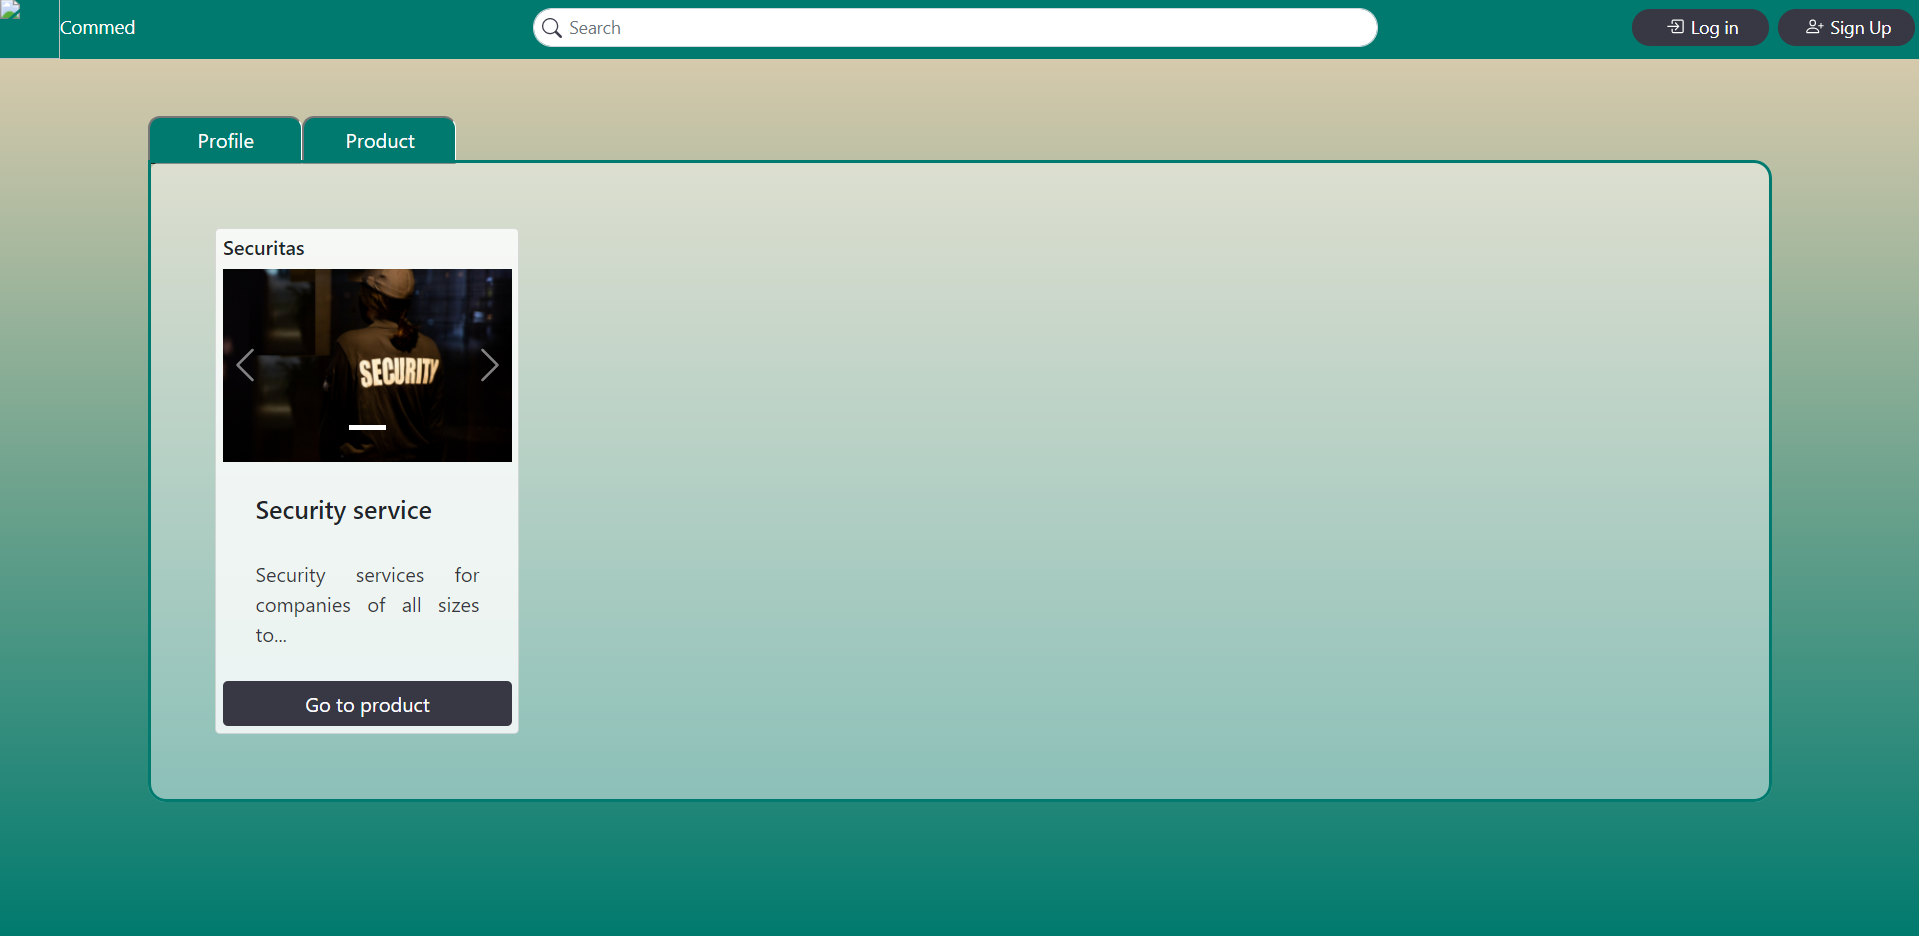 Commed
Search
Log in
Sign Up
Profile
Product
Securitas
SECURITY
Security service
Security services for
companies of all sizes
to...
Go to product